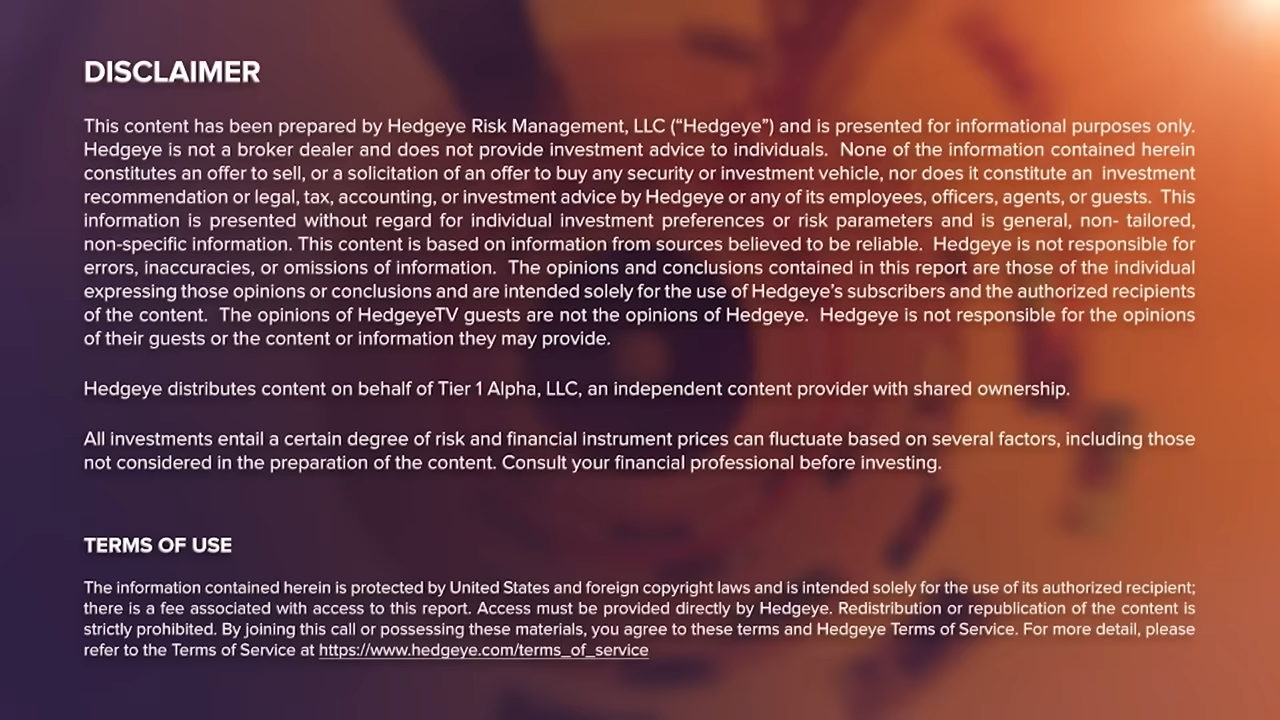 DISCLAIMER
This content has been prepared by Hedgeye Risk Management, LLC (“Hedgeye”) and is presented for informational purposes only.
Hedgeye is not a broker dealer and does not provide investment advice to individuals.  None of the information contained herein
constitutes an offer to sell, or a solicitation of an offer to buy any security or investment vehicle, nor does it constitute an  investment
recommendation or legal, tax, accounting, or investment advice by Hedgeye or any of its employees, officers, agents, or guests.  This
information is presented without regard for individual investment preferences or risk parameters and is general, non- tailored,
non-specific information. This content is based on information from sources believed to be reliable.  Hedgeye is not responsible for
errors, inaccuracies, or omissions of information.  The opinions and conclusions contained in this report are those of the individual
expressing those opinions or conclusions and are intended solely for the use of Hedgeye’s subscribers and the authorized recipients
of the content.  The opinions of HedgeyeTV guests are not the opinions of Hedgeye.  Hedgeye is not responsible for the opinions
of their guests or the content or information they may provide.
Hedgeye distributes content on behalf of Tier 1 Alpha, LLC, an independent content provider with shared ownership.
All investments entail a certain degree of risk and financial instrument prices can fluctuate based on several factors, including those
not considered in the preparation of the content. Consult your financial professional before investing.
TERMS OF USE
The information contained herein is protected by United States and foreign copyright laws and is intended solely for the use of its authorized recipient;
there is a fee associated with access to this report. Access must be provided directly by Hedgeye. Redistribution or republication of the content is
strictly prohibited. By joining this call or possessing these materials, you agree to these terms and Hedgeye Terms of Service. For more detail, please
refer to the Terms of Service at https://www.hedgeye.com/terms_of_service